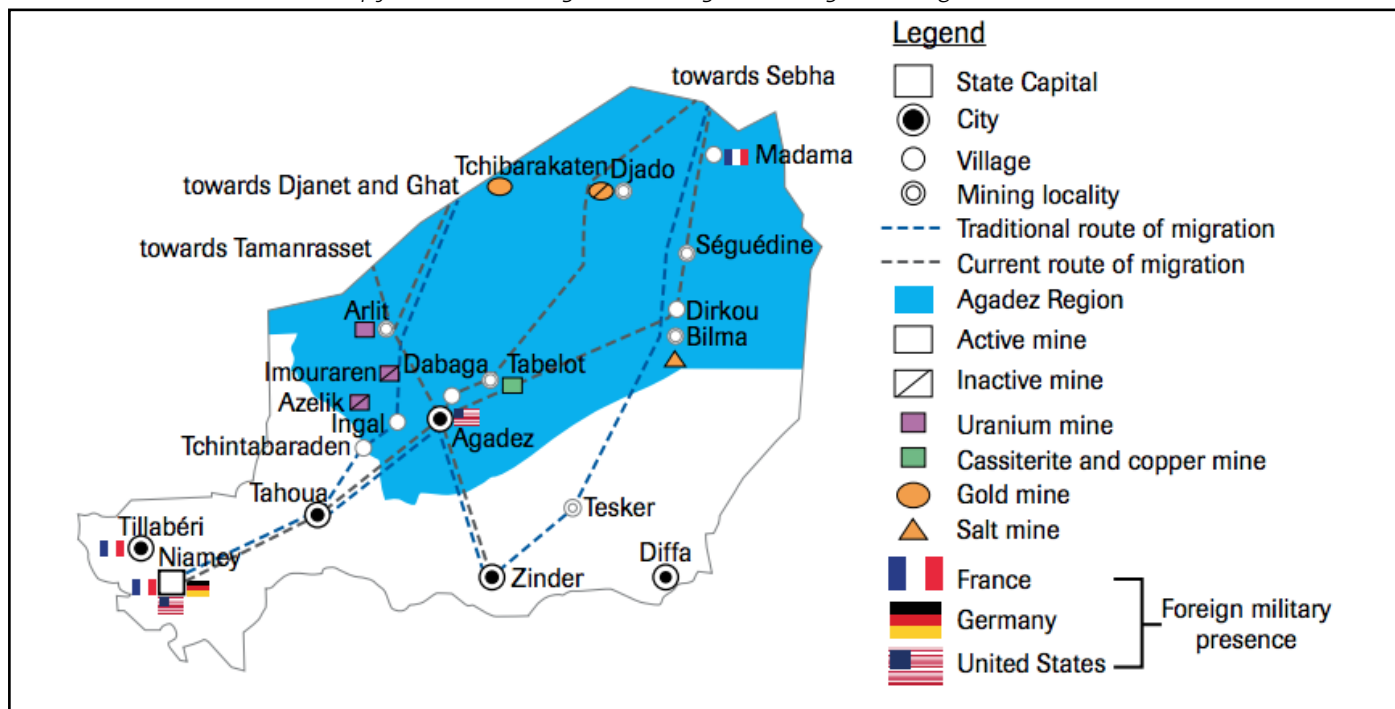 towards Sebha
Tchibarakaten
Djado
Madama
towards Djanet and Ghat
towards Tamanrasset
Séguédine
Arlit
Dirkou
Bilma
Imouraren
Dabaga
Tabelot
Azelik
Ingal
Agadez
Tchintabaraden
Tahoua
Tesker
Tillabéri
Niamey
Zinder
Diffa
Legend
State Capital
City
Village
Mining locality
Traditional route of migration
Current route of migration
Agadez Region
Active mine
Inactive mine
Uranium mine
Cassiterite and copper mine
Gold mine
Salt mine
France
Germany
United States
Foreign military
presence